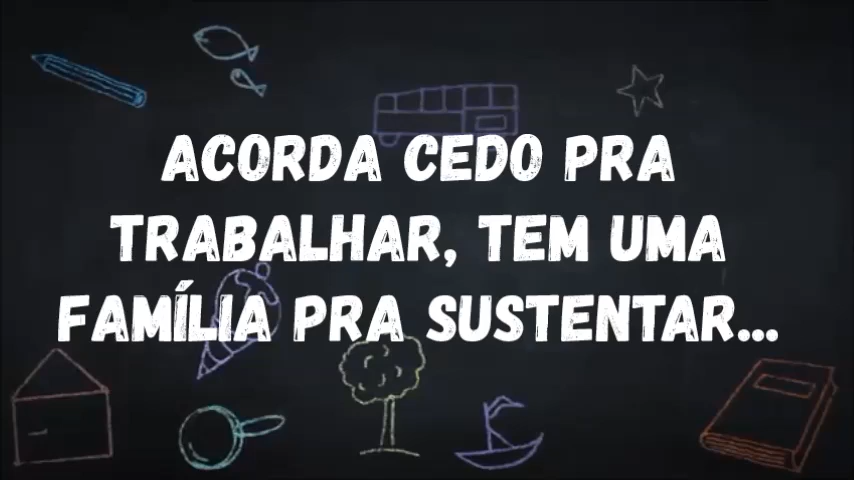 ACORDA CEDO PRA
TRABALHAR, TEM UMA
FAMÍLIA PRA SUSTENTAR...